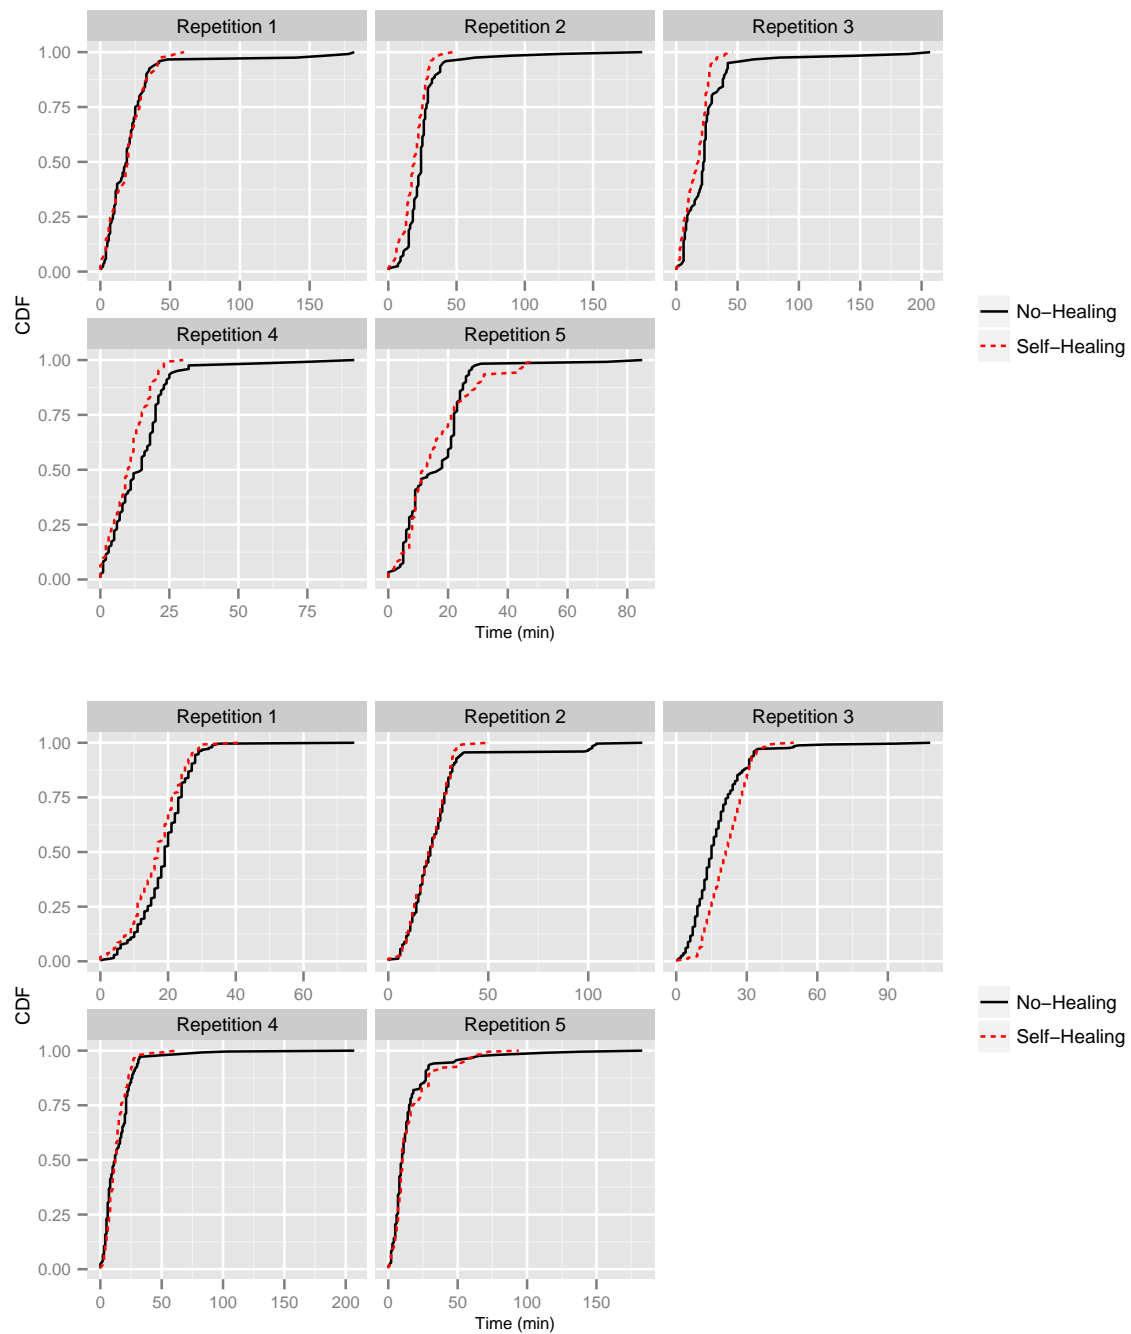 Repetition 1 Repetition 2 Repetition 3
1.00
0.75
0.50
0.25
0.00
0 50 100 150 0 50 100 150 0 50 100 150 200
CDF
No−Healing
Self−Healing
Repetition 4 Repetition 5
1.00
0.75
0.50
0.25
0.00
0 25 50 75 0 20 40 60 80
Time (min)
Repetition 1 Repetition 2 Repetition 3
1.00
0.75
0.50
0.25
0.00
0 20 40 60 0 50 100 0 30 60 90
CDF
No−Healing
Self−Healing
Repetition 4 Repetition 5
1.00
0.75
0.50
0.25
0.00
0 50 100 150 200 0 50 100 150
Time (min)